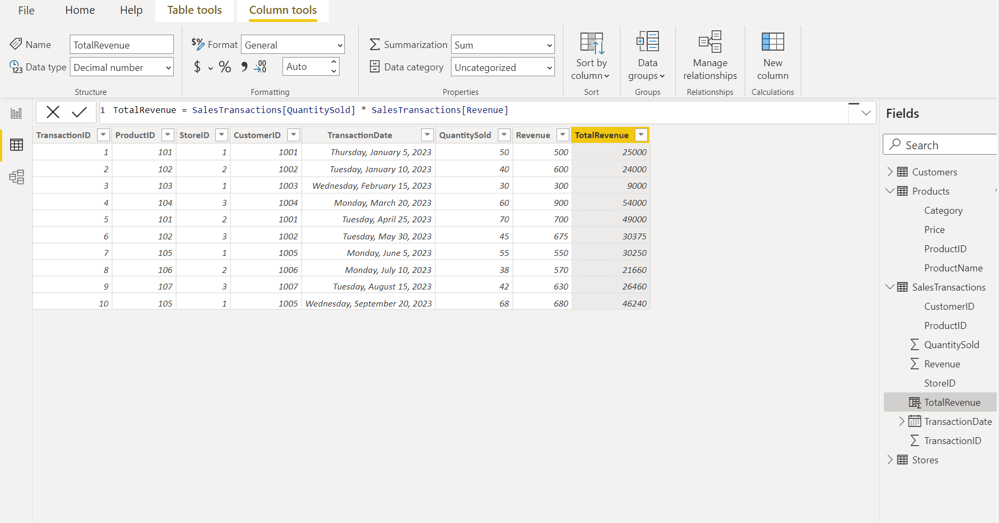 File Home Help Table tools Column tools
Name TotalRevenue
Data type Decimal number
Structure
$% Format General
$ % 9 .00 →.0 Auto
Formatting
Summarization Sum
Data category Uncategorized
Properties
Sort by
column
Sort
Data
groups
Groups
Manage
relationships
Relationships
New
column
Calculations
1 TotalRevenue = SalesTransactions[QuantitySold] * SalesTransactions[Revenue]
TransactionID ProductID StoreID CustomerID TransactionDate QuantitySold Revenue TotalRevenue
1 101 1 1001 Thursday, January 5, 2023 50 500 25000
2 102 2 1002 Tuesday, January 10, 2023 40 600 24000
3 103 1 1003 Wednesday, February 15, 2023 30 300 9000
4 104 3 1004 Monday, March 20, 2023 60 900 54000
5 101 2 1001 Tuesday, April 25, 2023 70 700 49000
6 102 3 1002 Tuesday, May 30, 2023 45 675 30375
7 105 1 1005 Monday, June 5, 2023 55 550 30250
8 106 2 1006 Monday, July 10, 2023 38 570 21660
9 107 3 1007 Tuesday, August 15, 2023 42 630 26460
10 105 1 1005 Wednesday, September 20, 2023 68 680 46240
Fields
Search
Customers
Products
Category
Price
ProductID
ProductName
SalesTransactions
CustomerID
ProductID
∑ QuantitySold
∑ Revenue
StoreID
TotalRevenue
TransactionDate
∑ TransactionID
Stores